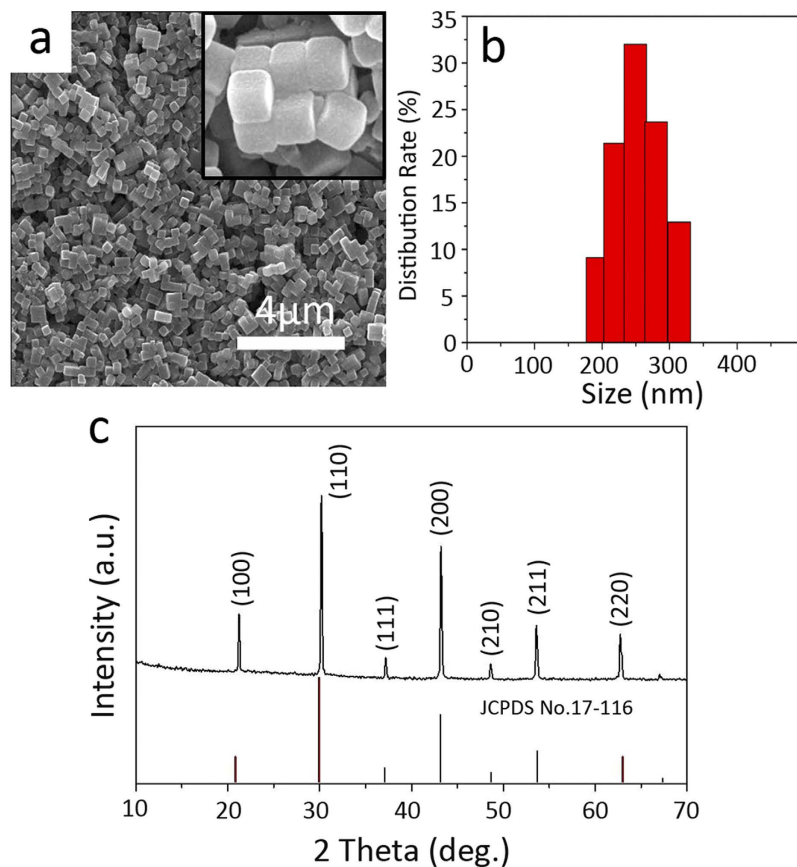 a
4μm
b
35
30
25
20
15
10
5
0
Distibution Rate (%)
0 100 200 300 400
Size (nm)
c
Intensity (a.u.)
(100)
(110)
(111)
(200)
(210)
(211)
(220)
JCPDS No.17-116
10 20 30 40 50 60 70
2 Theta (deg.)